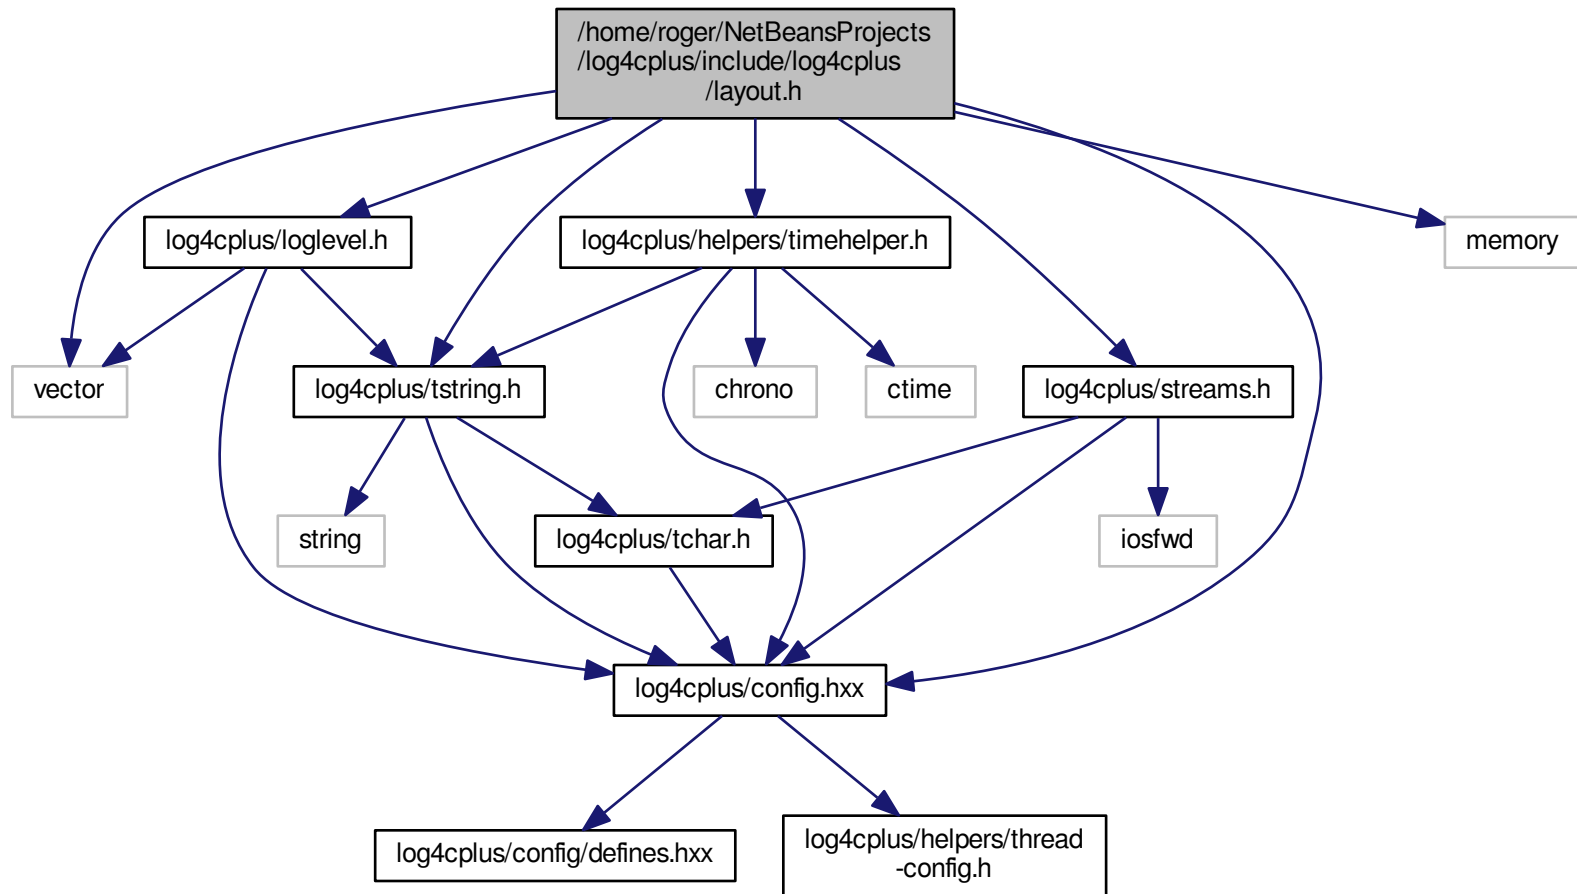 /home/roger/NetBeansProjects
/log4cplus/include/log4cplus
/layout.h
log4cplus/loglevel.h
log4cplus/helpers/timehelper.h
memory
vector
log4cplus/tstring.h
chrono
ctime
log4cplus/streams.h
string
log4cplus/tchar.h
iosfwd
log4cplus/config.hxx
log4cplus/config/defines.hxx
log4cplus/helpers/thread
-config.h